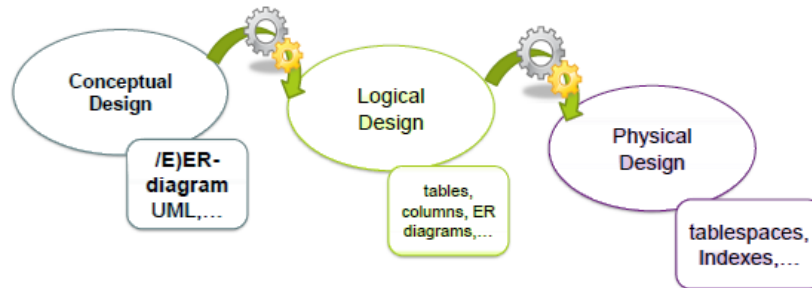 Conceptual
Design
/E)ER-
diagram
UML,...
Logical
Design
tables,
columns, ER
diagrams,...
Physical
Design
tablespaces,
Indexes,...